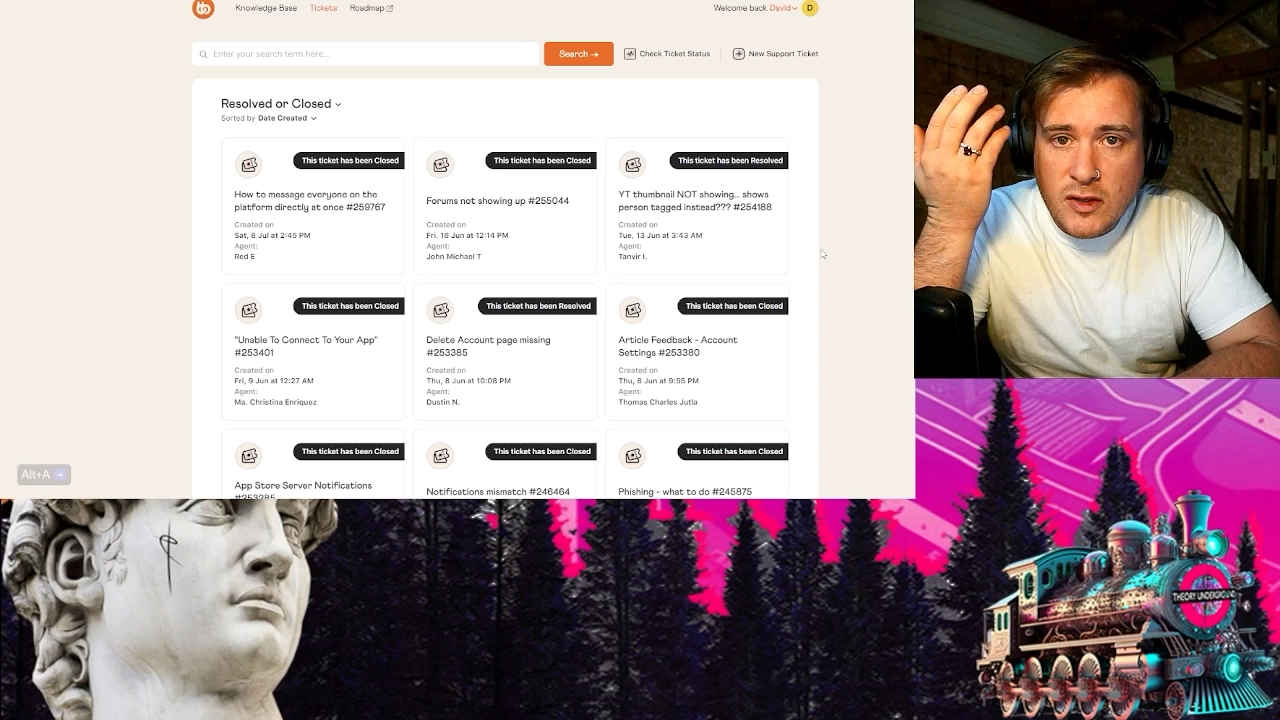 Knowledge Base Tickets Roadmap Welcome back David D
Enter your search term here... Search → Check Ticket Status New Support Ticket
Resolved or Closed
Sorted by Date Created
This ticket has been Closed
How to message everyone on the
platform directly at once #259767
Created on
Sat, 8 Jul at 2:45 PM
Agent:
Red E
This ticket has been Closed
Forums not showing up #255044
Created on
Fri, 16 Jun at 12:14 PM
Agent:
John Michael T
This ticket has been Resolved
YT thumbnail NOT showing... shows
person tagged instead??? #254188
Created on
Tue, 13 Jun at 3:43 AM
Agent:
Tanvir I.
This ticket has been Closed
"Unable To Connect To Your App"
#253401
Created on
Fri, 9 Jun at 12:27 AM
Agent:
Ma. Christina Enriquez
This ticket has been Resolved
Delete Account page missing
#253385
Created on
Thu, 8 Jun at 10:08 PM
Agent:
Dustin N.
This ticket has been Closed
Article Feedback - Account
Settings #253380
Created on
Thu, 8 Jun at 9:55 PM
Agent:
Thomas Charles Jutla
This ticket has been Closed
App Store Server Notifications
#253285
This ticket has been Closed
Notifications mismatch #246464
This ticket has been Closed
Phishing - what to do #245875
Alt+A
THEORY UNDERGROUND